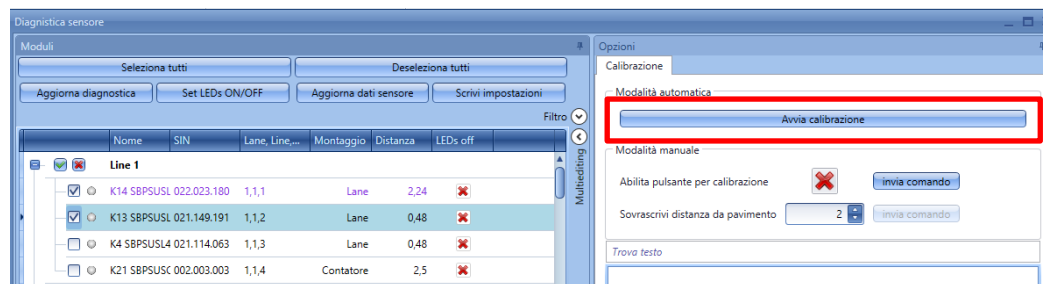 Diagnistica sensore
Moduli
Seleziona tutti
Deseleziona tutti
Aggiorna diagnostica
Set LEDs ON/OFF
Aggiorna dati sensore
Scrivi impostazioni
Filtro
Nome SIN Lane, Line,... Montaggio Distanza LEDs off
Line 1
K14 SBPSUSL 022.023.180 1,1,1 Lane 2,24
K13 SBPSUSL 021.149.191 1,1,2 Lane 0,48
K4 SBPSUSL4 021.114.063 1,1,3 Lane 0,48
K21 SBPSUSC 002.003.003 1,1,4 Contatore 2,5
Multiediting
Opzioni
Calibrazione
Modalità automatica
Avvia calibrazione
Modalità manuale
Abilita pulsante per calibrazione
invia comando
Sovrascrivi distanza da pavimento 2
invia comando
Trova testo